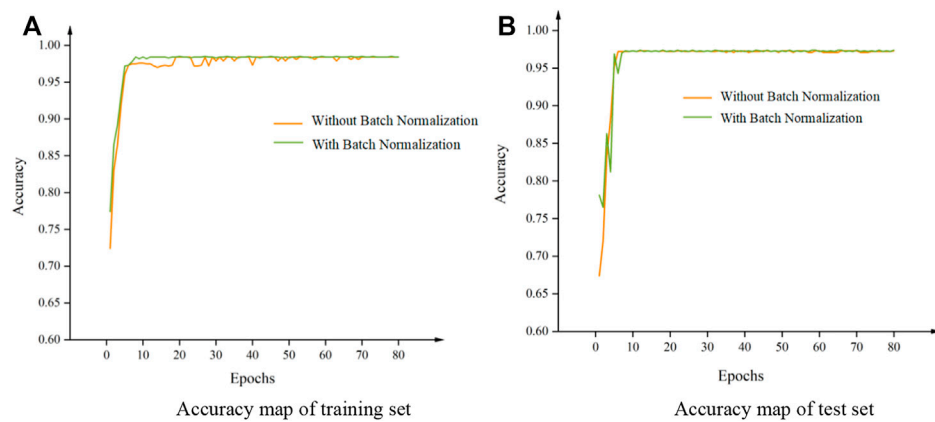 A
1.00
0.95
0.90
0.85
0.80
0.75
0.70
0.65
0.60
Accuracy
Without Batch Normalization
With Batch Normalization
0 10 20 30 40 50 60 70 80
Epochs
Accuracy map of training set
B
1.00
0.95
0.90
0.85
0.80
0.75
0.70
0.65
0.60
Accuracy
Without Batch Normalization
With Batch Normalization
0 10 20 30 40 50 60 70 80
Epochs
Accuracy map of test set